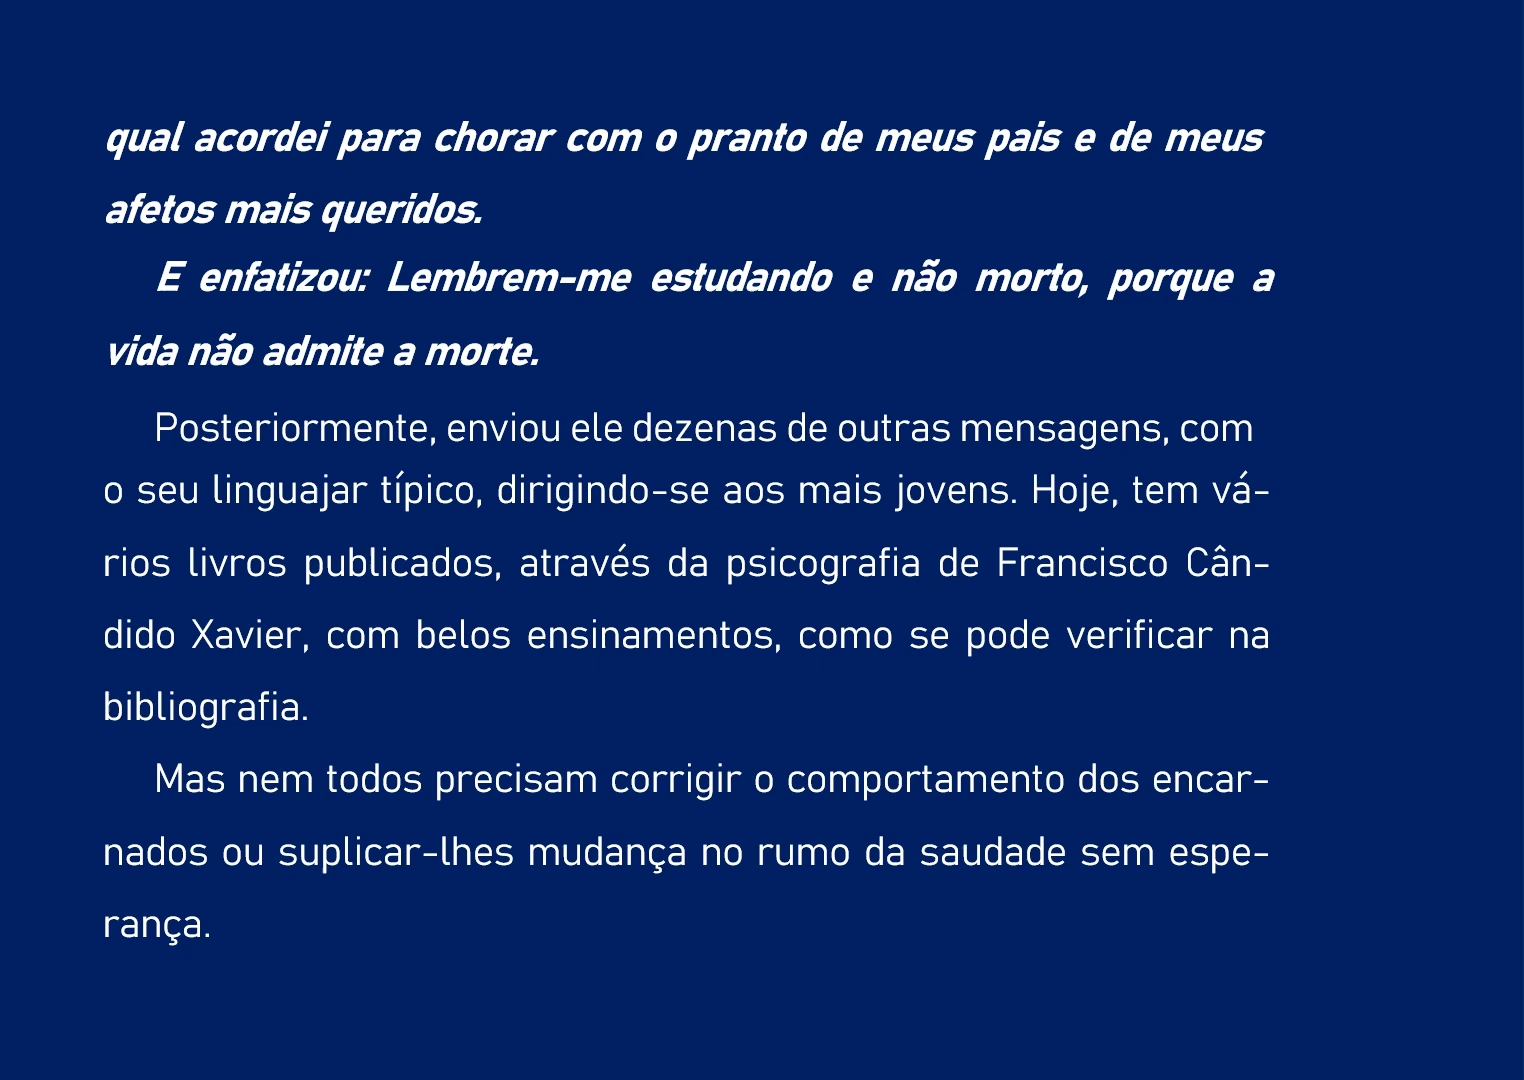 qual acordei para chorar com o pranto de meus pais e de meus
afetos mais queridos.
E enfatizou: Lembrem-me estudando e não morto, porque a
vida não admite a morte.
Posteriormente, enviou ele dezenas de outras mensagens, com
o seu linguajar típico, dirigindo-se aos mais jovens. Hoje, tem vá-
rios livros publicados, através da psicografia de Francisco Cân-
dido Xavier, com belos ensinamentos, como se pode verificar na
bibliografia.
Mas nem todos precisam corrigir o comportamento dos encar-
nados ou suplicar-lhes mudança no rumo da saudade sem espe-
rança.